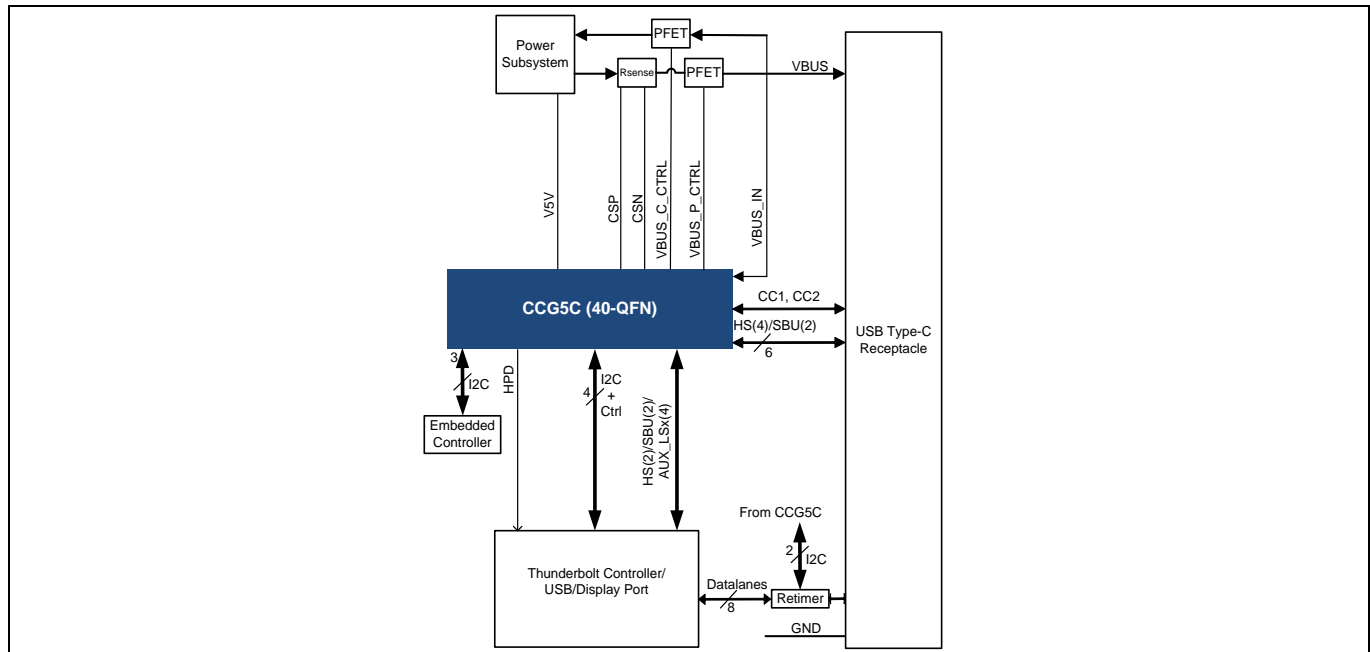 Power
Subsystem
PFET
Rsense
PFET
VBUS
V5V
CSP
CSN
VBUS_C_CTRL
VBUS_P_CTRL
VBUS_IN
CCG5C (40-QFN)
CC1, CC2
HS(4)/SBU(2)
6
USB Type-C
Receptacle
3
I2C
Embedded
Controller
HPD
4
I2C
+
Ctrl
HS(2)/SBU(2)/
AUX_LSx(4)
From CCG5C
2
I2C
Thunderbolt Controller/
USB/Display Port
Datalanes
8
Retimer
GND